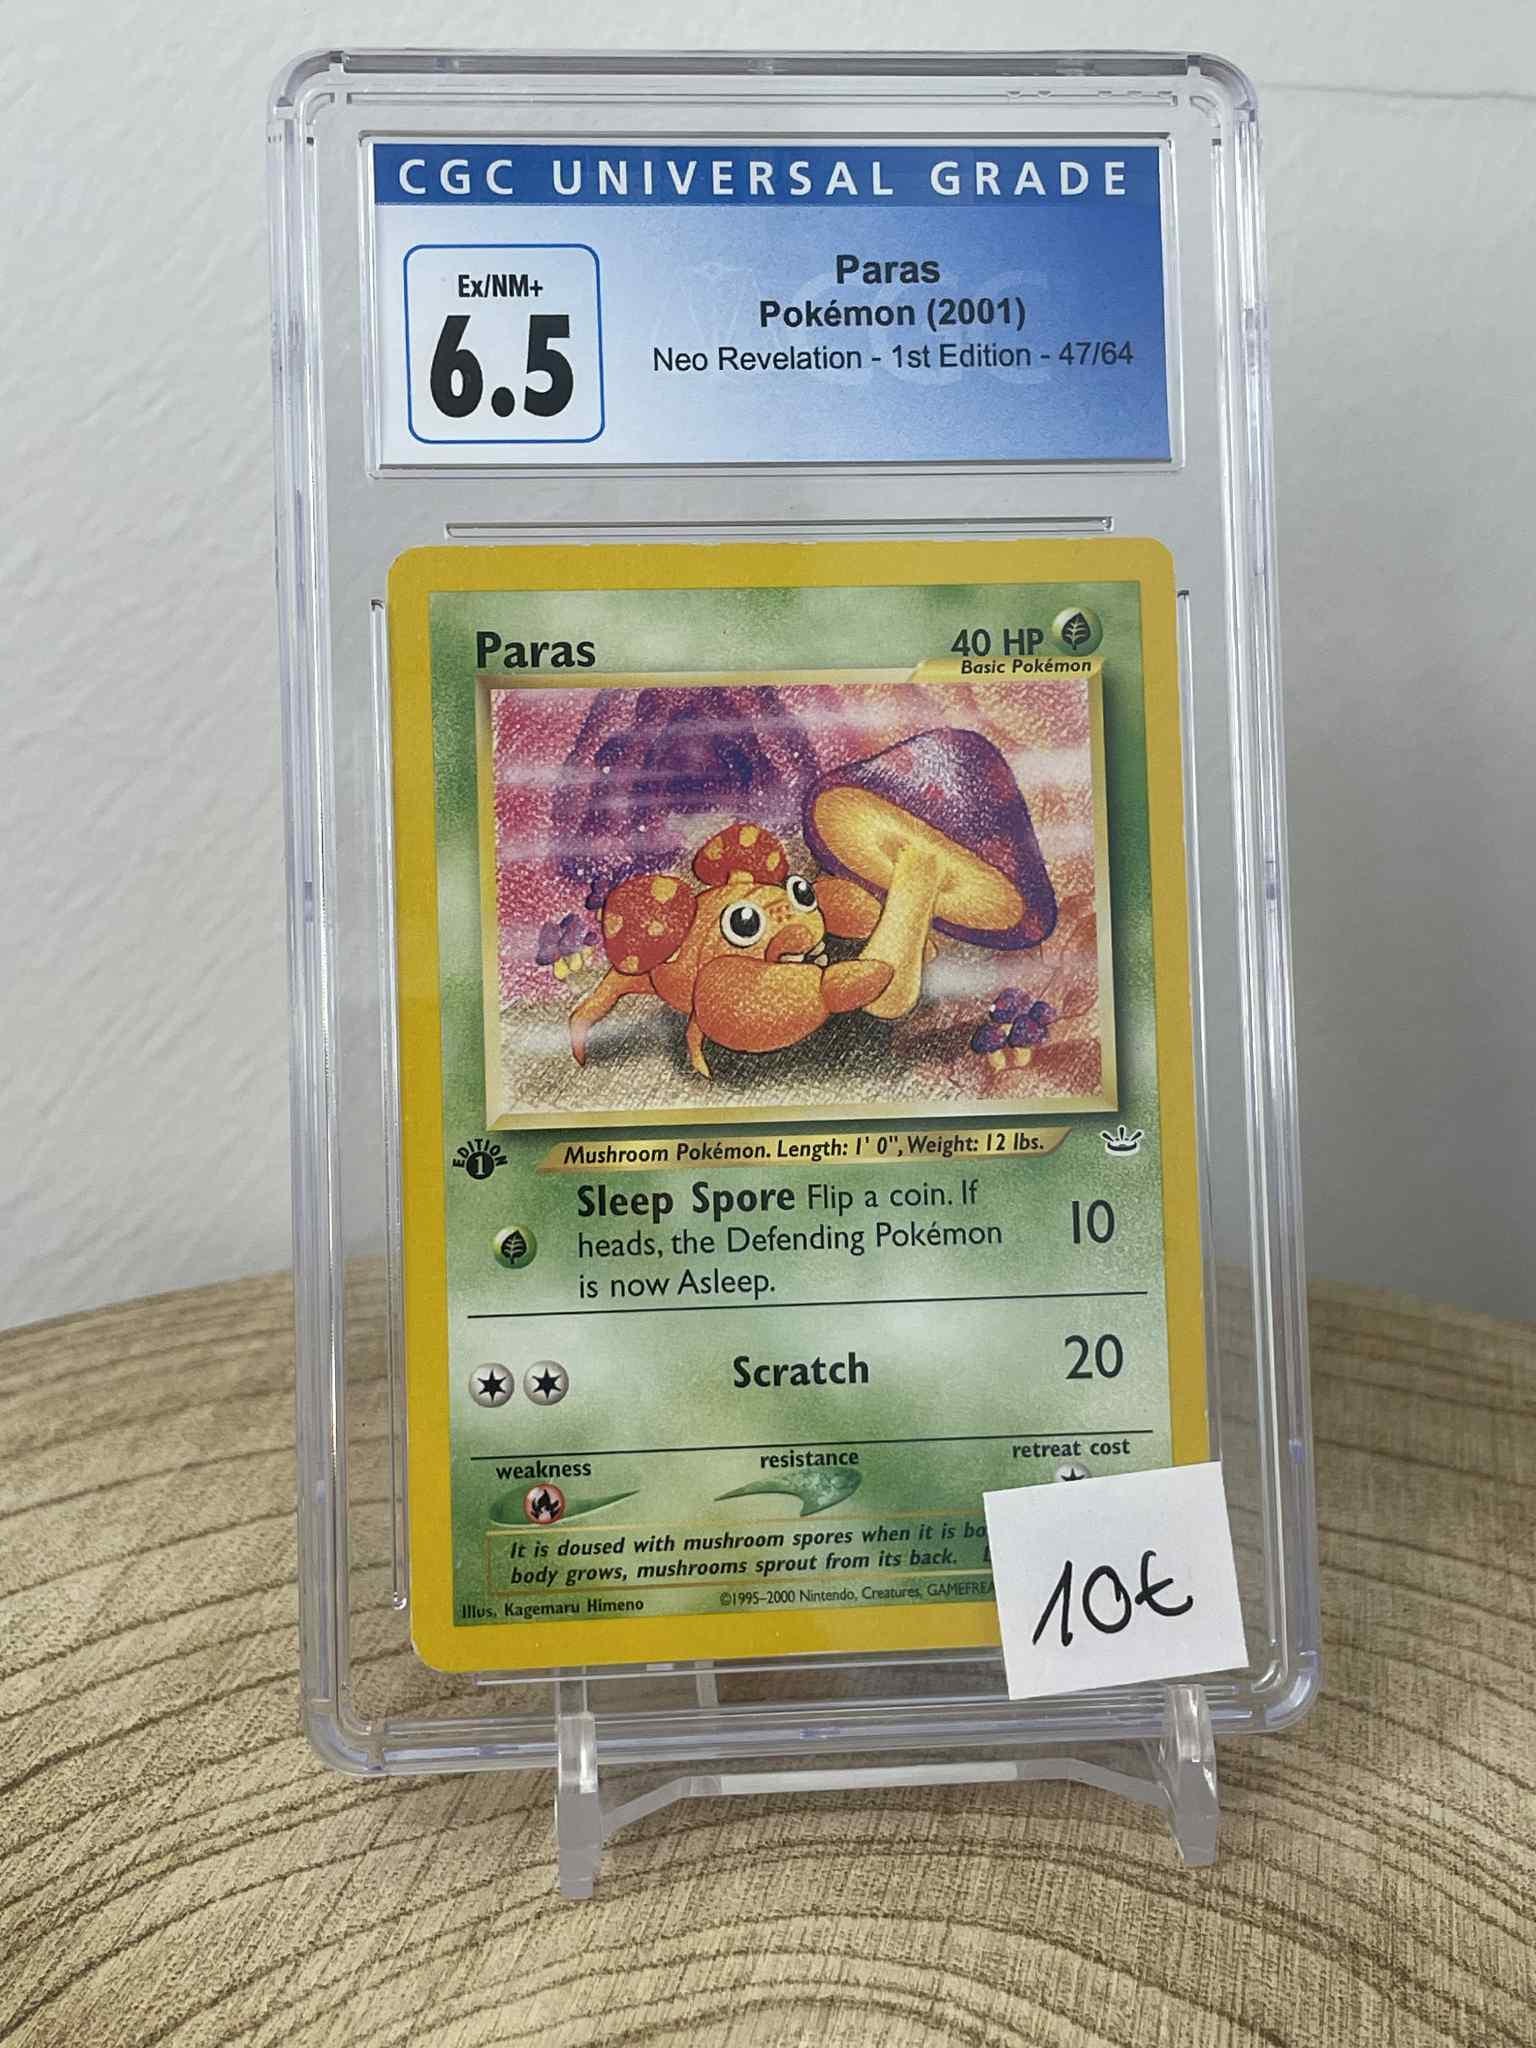 CGC UNIVERSAL GRADE
Ex/NM+
6.5
Paras
Pokémon (2001)
Neo Revelation - 1st Edition - 47/64
Paras
40 HP
Basic Pokémon
EDITION
1
Mushroom Pokémon. Length: 1' 0", Weight: 12 lbs.
Sleep Spore Flip a coin. If
heads, the Defending Pokémon
is now Asleep.
10
Scratch
20
weakness
resistance
retreat cost
It is doused with mushroom spores when it is
body grows, mushrooms sprout from its back.
Illus. Kagemaru Himeno
©1995–2000 Nintendo, Creatures,
10€